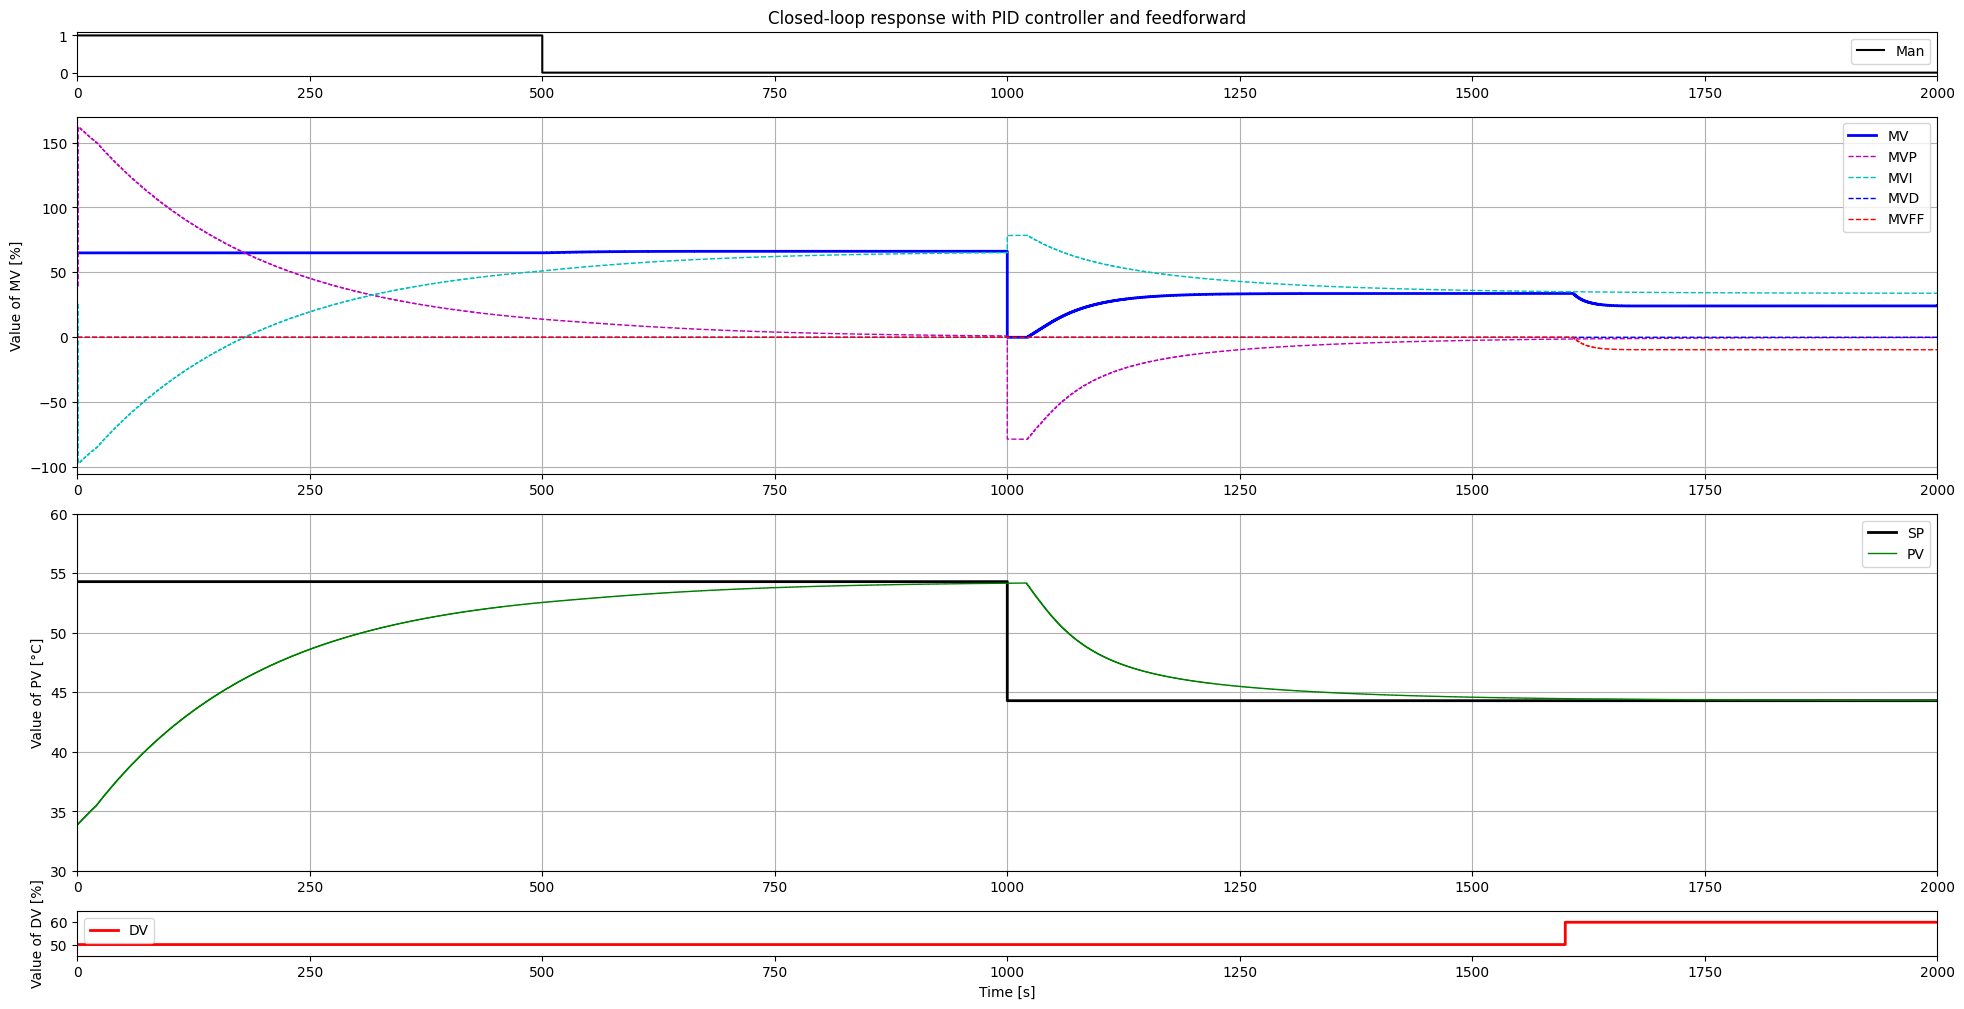 Closed-loop response with PID controller and feedforward
1
0
Man
0 250 500 750 1000 1250 1500 1750 2000
Value of MV [%]
150
100
50
0
−50
−100
MV
MVP
MVI
MVD
MVFF
0 250 500 750 1000 1250 1500 1750 2000
Value of PV [°C]
60
55
50
45
40
35
30
SP
PV
0 250 500 750 1000 1250 1500 1750 2000
Value of DV [%]
60
50
DV
0 250 500 750 1000 1250 1500 1750 2000
Time [s]